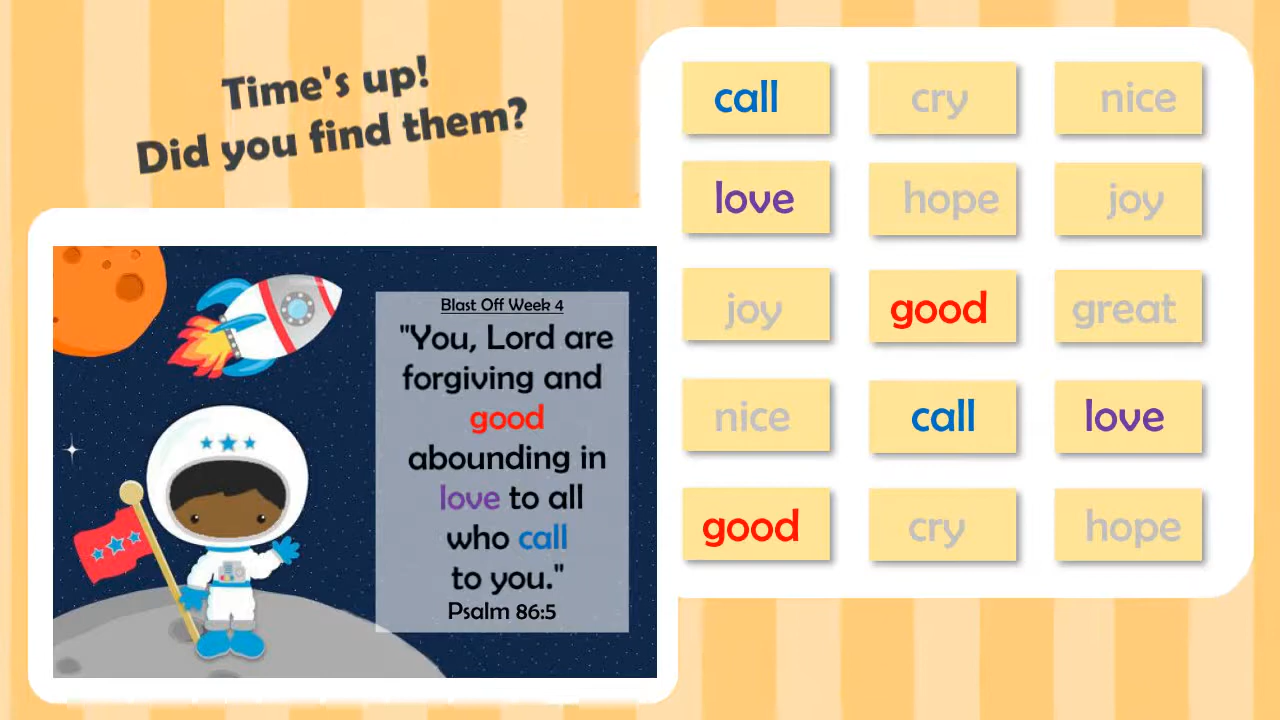 Time's up!
Did you find them?
Blast Off Week 4
"You, Lord are
forgiving and
good
abounding in
love to all
who call
to you."
Psalm 86:5
call cry nice
love hope joy
joy good great
nice call love
good cry hope